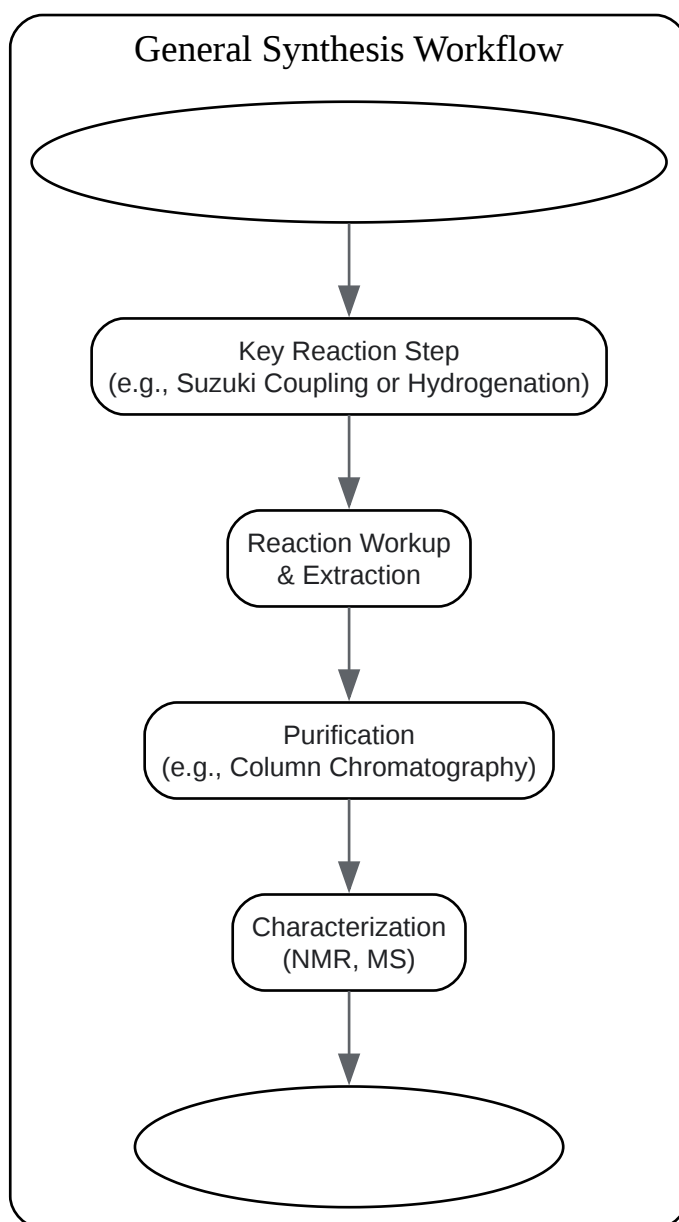 General Synthesis Workflow
Key Reaction Step
(e.g., Suzuki Coupling or Hydrogenation)
Reaction Workup
& Extraction
Purification
(e.g., Column Chromatography)
Characterization
(NMR, MS)